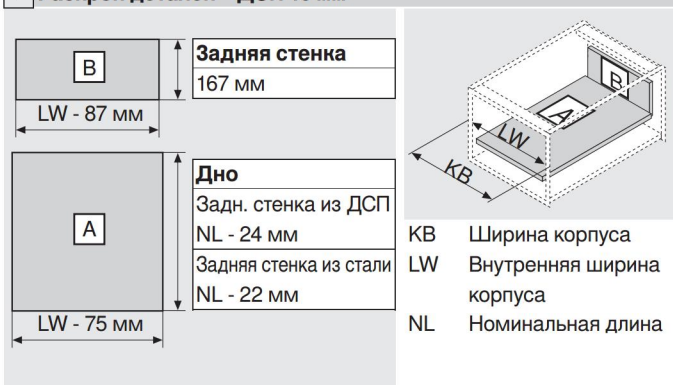 B
LW - 87 мм
Задняя стенка
167 мм
A
LW - 75 мм
Дно
Задн. стенка из ДСП
NL - 24 мм
Задняя стенка из стали
NL - 22 мм
B
A
LW
KB
KB Ширина корпуса
LW Внутренняя ширина
корпуса
NL Номинальная длина